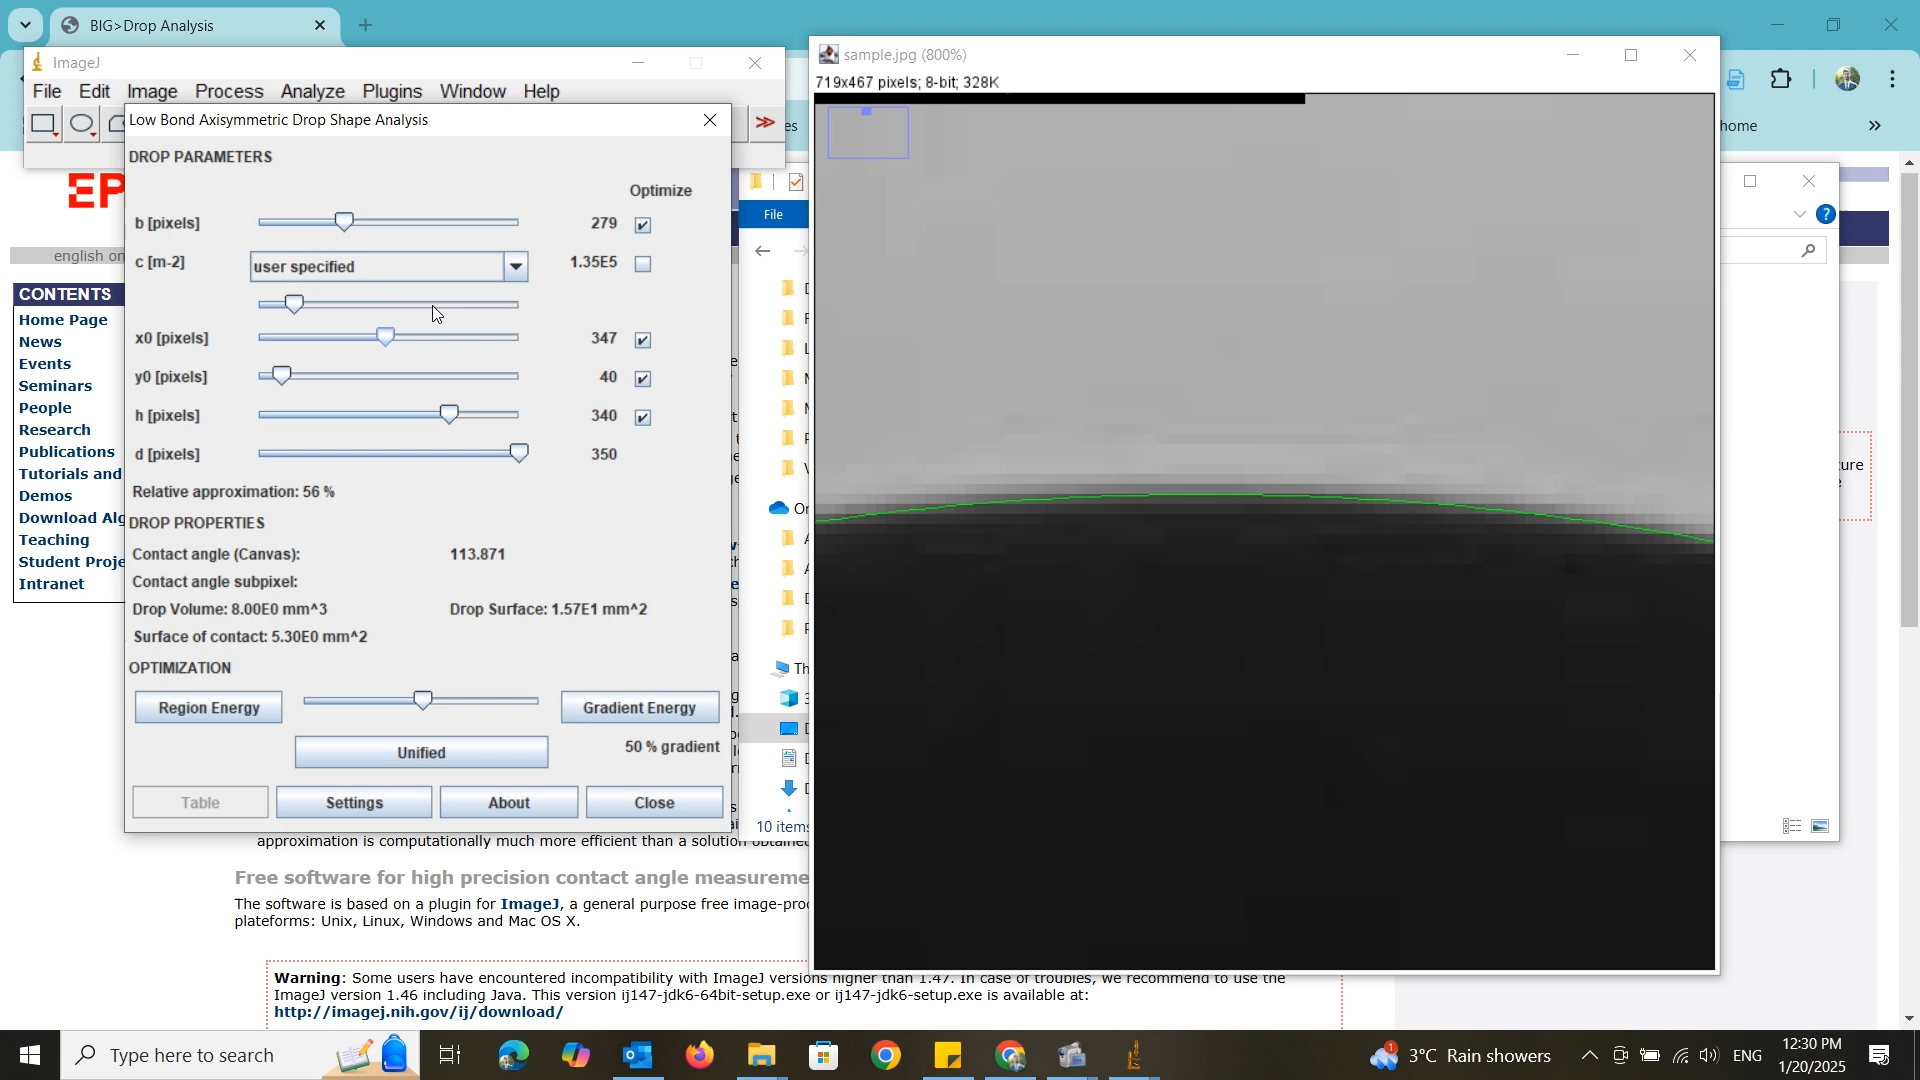 BIG>Drop Analysis
ImageJ
File Edit Image Process Analyze Plugins Window Help
sample.jpg (800%)
719x467 pixels; 8-bit; 328K
es
home
Low Bond Axisymmetric Drop Shape Analysis
DROP PARAMETERS
Optimize
b [pixels] 279
c [m-2] user specified 1.35E5
x0 [pixels] 347
y0 [pixels] 40
h [pixels] 340
d [pixels] 350
Relative approximation: 56 %
DROP PROPERTIES
Contact angle (Canvas): 113.871
Contact angle subpixel:
Drop Volume: 8.00E0 mm^3 Drop Surface: 1.57E1 mm^2
Surface of contact: 5.30E0 mm^2
OPTIMIZATION
Region Energy Gradient Energy
Unified 50 % gradient
Table Settings About Close
EP
english on
CONTENTS
Home Page
News
Events
Seminars
People
Research
Publications
Tutorials and
Demos
Download Alg
Teaching
Student Proje
Intranet
File
On
Th
10 items
ture
approximation is computationally much more efficient than a solution obtained
Free software for high precision contact angle measureme
The software is based on a plugin for ImageJ, a general purpose free image-proc
plateforms: Unix, Linux, Windows and Mac OS X.
Warning: Some users have encountered incompatibility with ImageJ versions higher than 1.47. In case of troubles, we recommend to use the
ImageJ version 1.46 including Java. This version ij147-jdk6-64bit-setup.exe or ij147-jdk6-setup.exe is available at:
http://imagej.nih.gov/ij/download/
Type here to search
3°C Rain showers
ENG
12:30 PM
1/20/2025